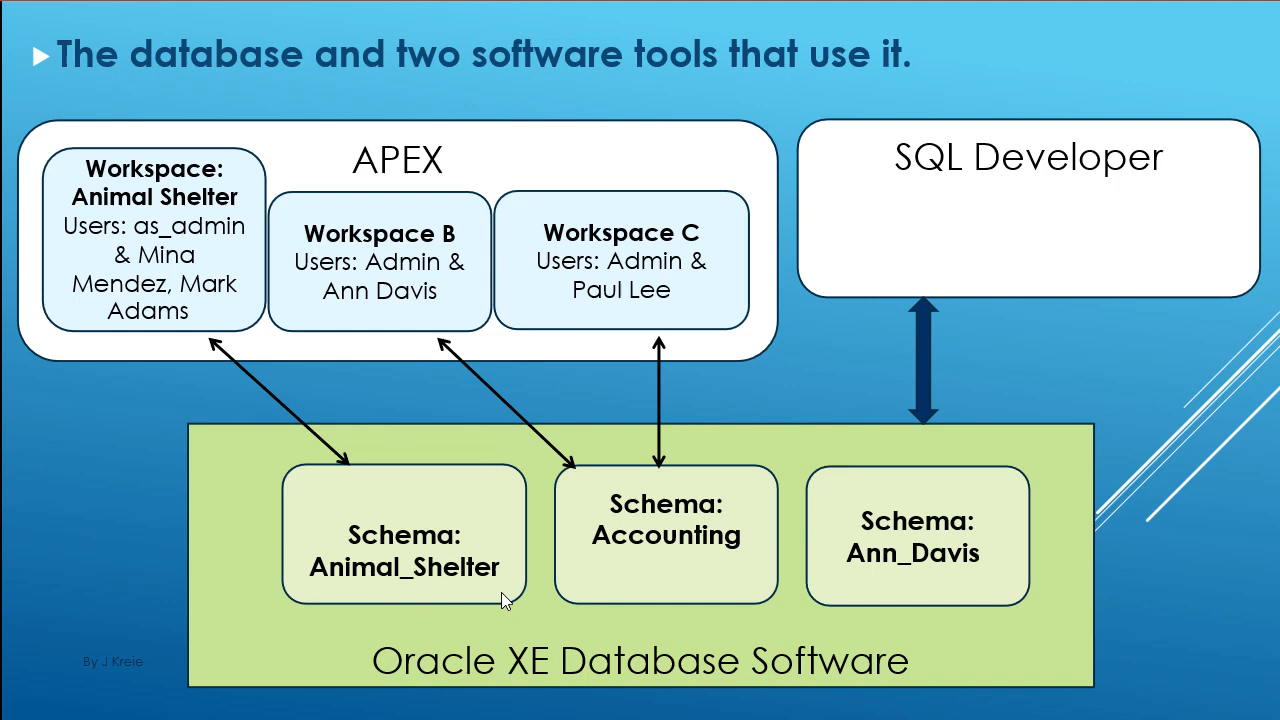 The database and two software tools that use it.
APEX
Workspace:
Animal Shelter
Users: as_admin
& Mina
Mendez, Mark
Adams
Workspace B
Users: Admin &
Ann Davis
Workspace C
Users: Admin &
Paul Lee
SQL Developer
Schema:
Animal_Shelter
Schema:
Accounting
Schema:
Ann_Davis
Oracle XE Database Software
By J Kreie